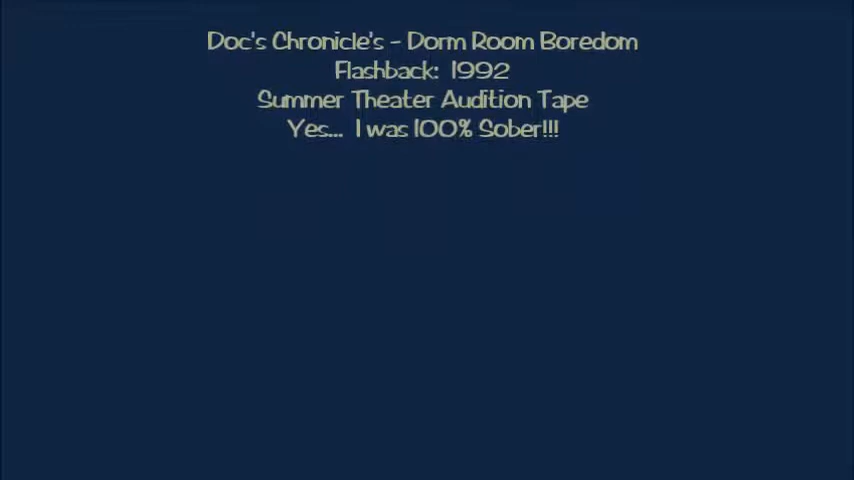 Doc's Chronicle's - Dorm Room Boredom
Flashback: 1992
Summer Theater Audition Tape
Yes... I was 100% Sober!!!